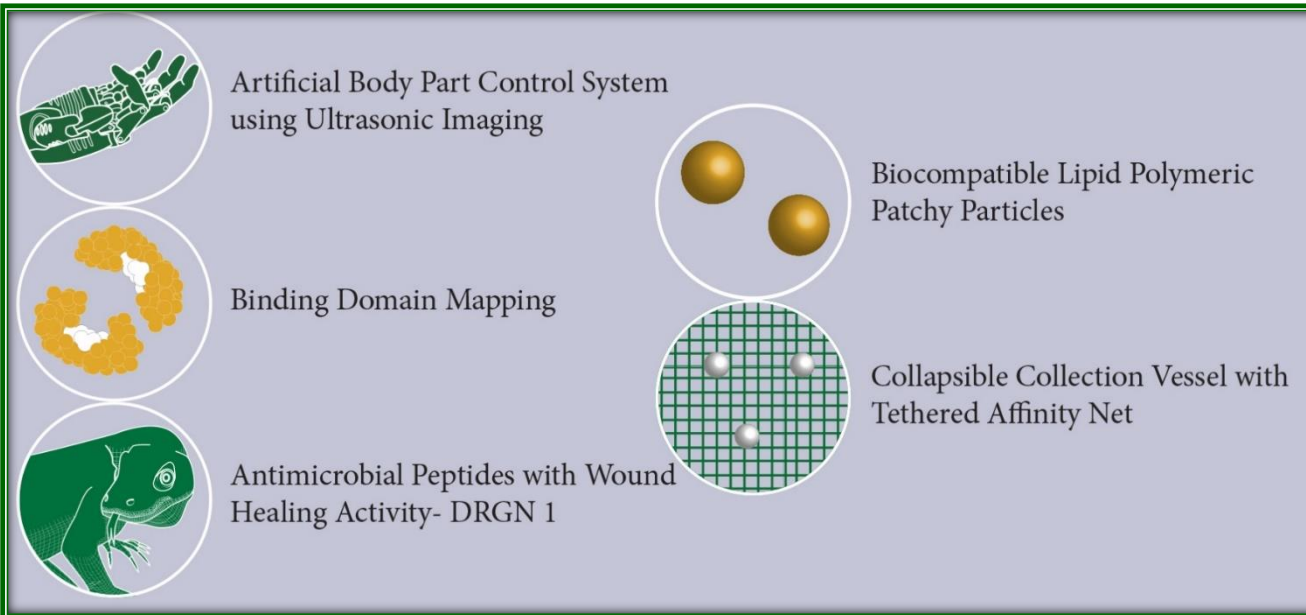 Artificial Body Part Control System
using Ultrasonic Imaging
Binding Domain Mapping
Antimicrobial Peptides with Wound
Healing Activity- DRGN 1
Biocompatible Lipid Polymeric
Patchy Particles
Collapsible Collection Vessel with
Tethered Affinity Net